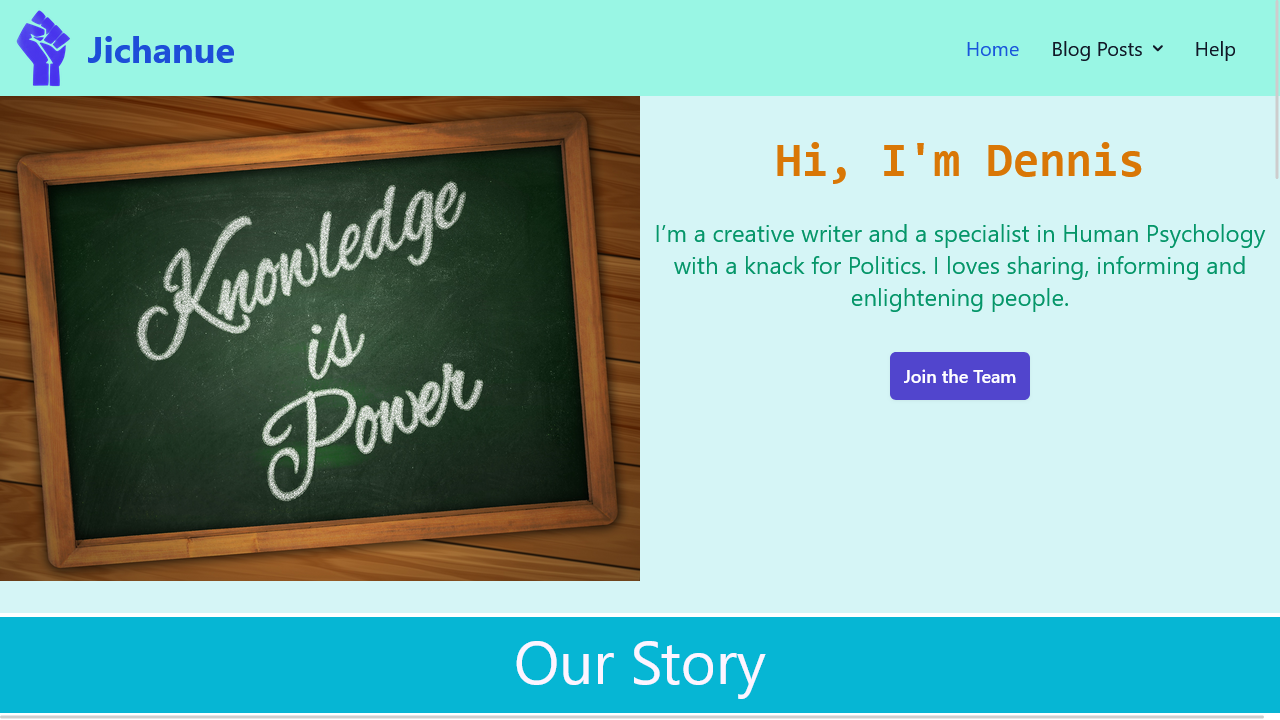 Jichanue
Home
Blog Posts
Help
Knowledge
is
Power
Hi, I'm Dennis
I’m a creative writer and a specialist in Human Psychology
with a knack for Politics. I loves sharing, informing and
enlightening people.
Join the Team
Our Story